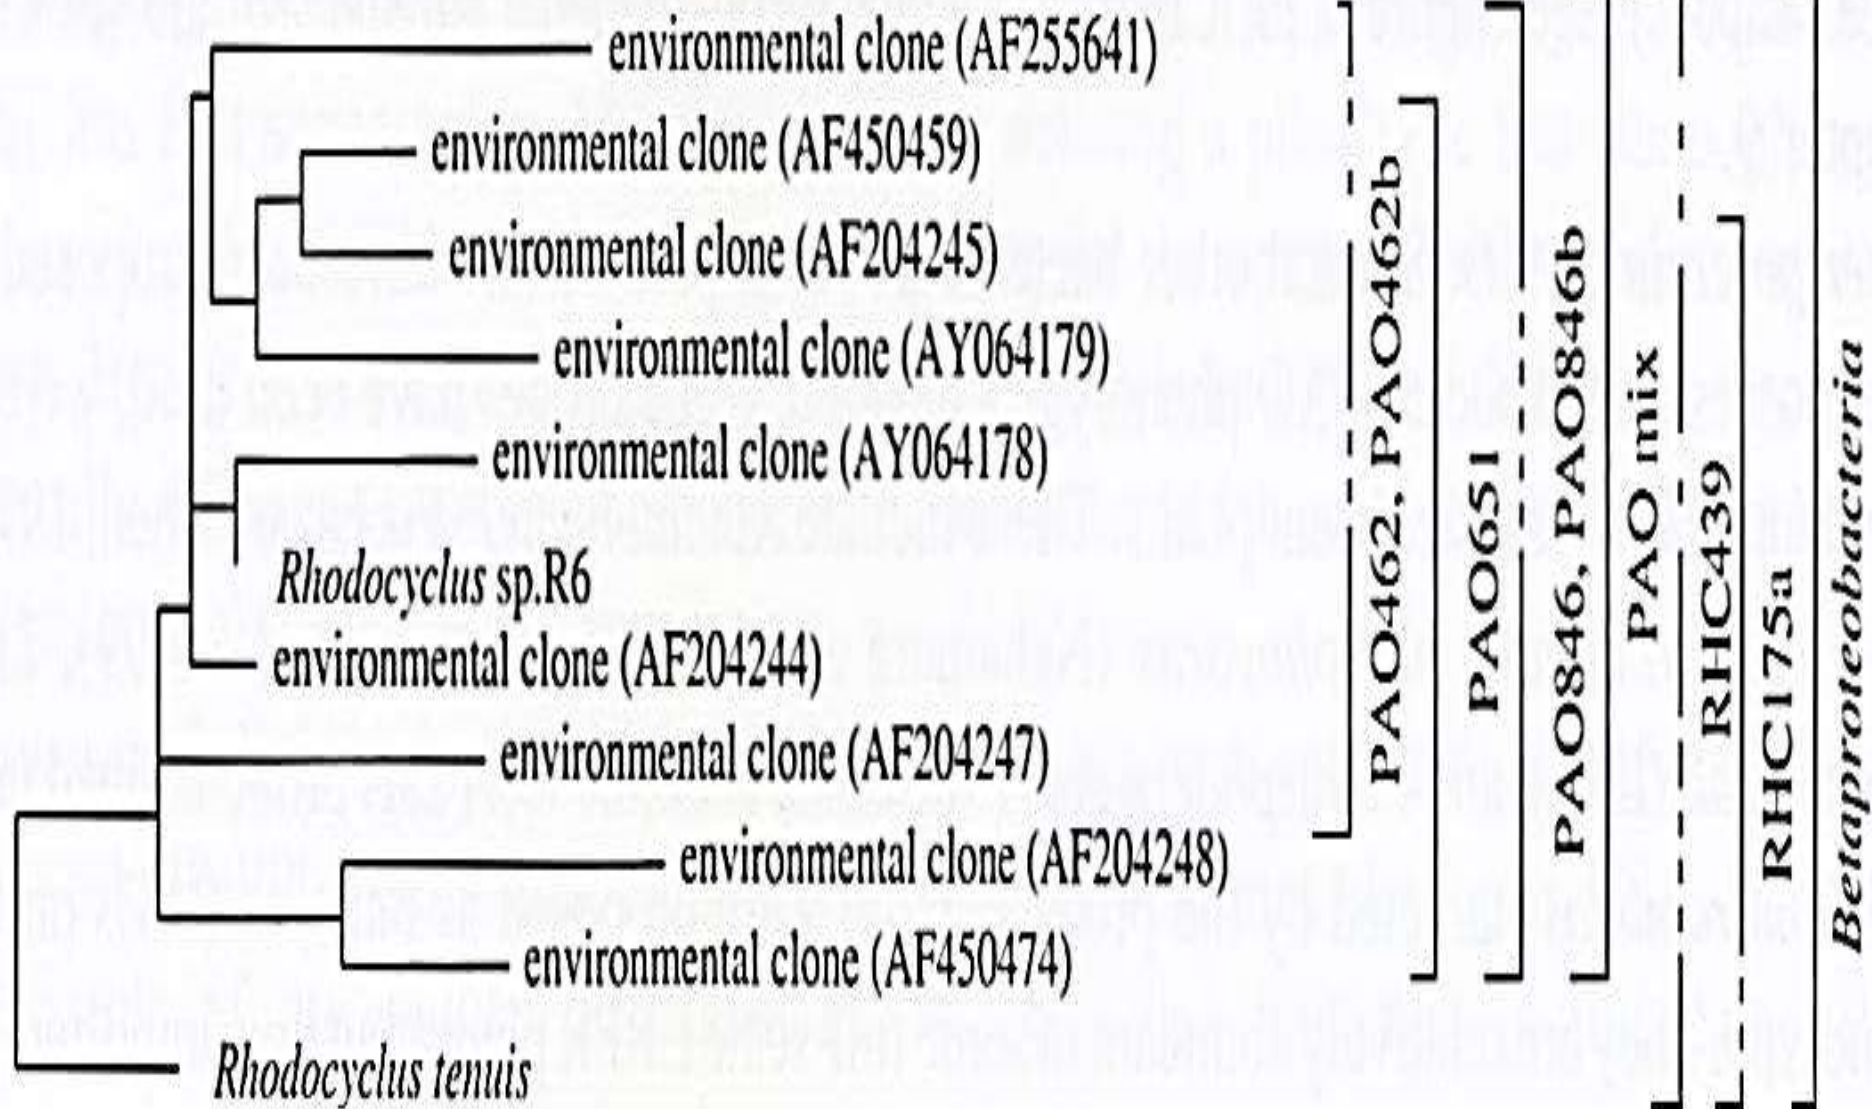 environmental clone (AF255641)
environmental clone (AF450459)
environmental clone (AF204245)
environmental clone (AY064179)
environmental clone (AY064178)
Rhodocyclus sp.R6
environmental clone (AF204244)
environmental clone (AF204247)
environmental clone (AF204248)
environmental clone (AF450474)
Rhodocyclus tenuis
PAO462, PAO462b
PAO651
PAO846, PAO846b
PAO mix
RHC439
RHC175a
Betaproteobacteria